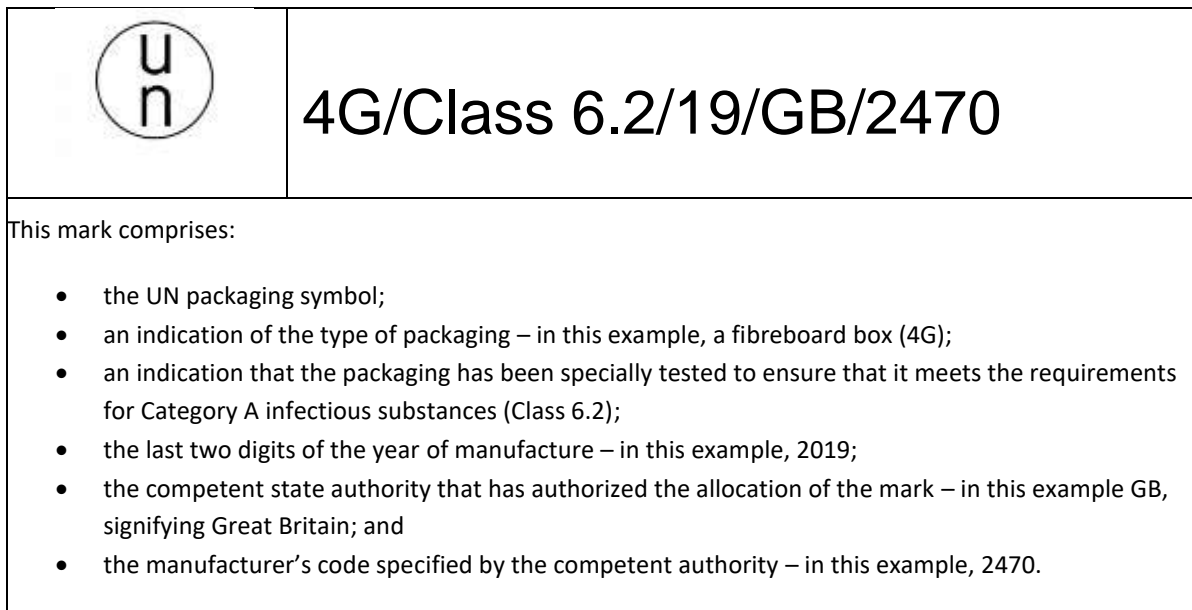 u
n
4G/Class 6.2/19/GB/2470
This mark comprises:
• the UN packaging symbol;
• an indication of the type of packaging – in this example, a fibreboard box (4G);
• an indication that the packaging has been specially tested to ensure that it meets the requirements
for Category A infectious substances (Class 6.2);
• the last two digits of the year of manufacture – in this example, 2019;
• the competent state authority that has authorized the allocation of the mark – in this example GB,
signifying Great Britain; and
• the manufacturer’s code specified by the competent authority – in this example, 2470.